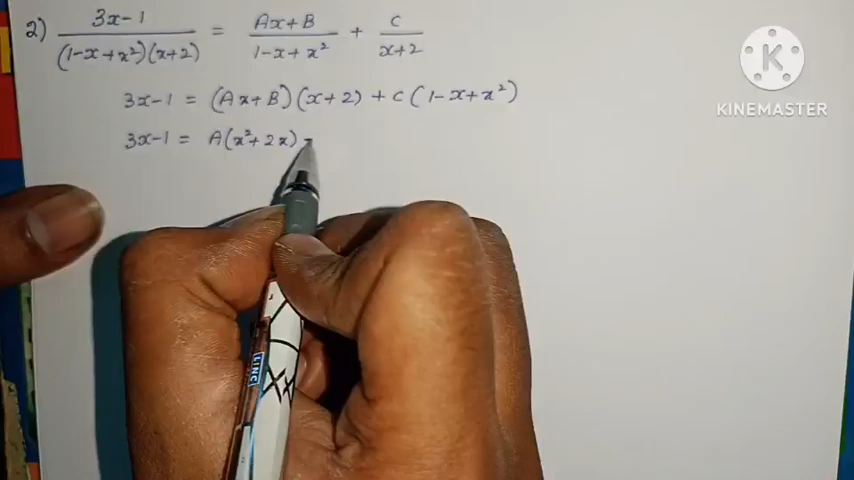 2) (3x-1)/((1-x+x²)(x+2)) = (Ax+B)/(1-x+x²) + C/(x+2)
3x-1 = (Ax+B)(x+2) + C(1-x+x²)
3x-1 = A(x²+2x) -
KINEMASTER
LINC